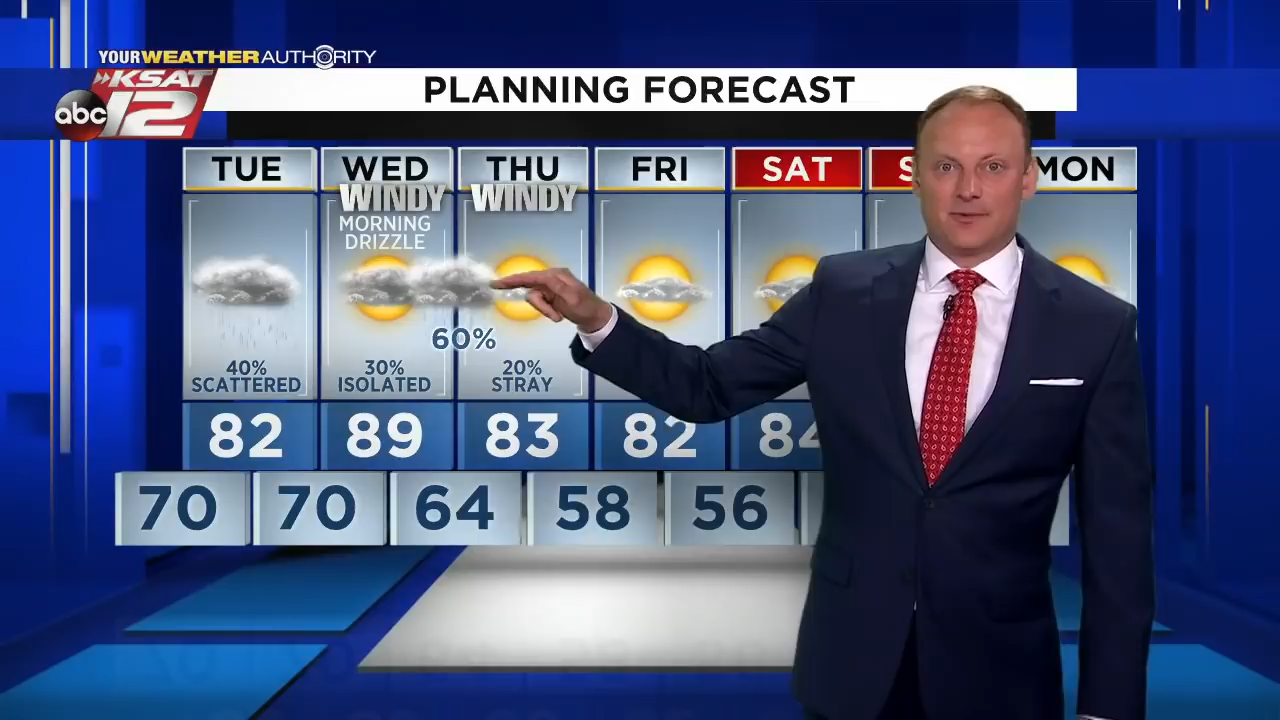 YOURWEATHERAUTHORITY
KSAT
abc
12
PLANNING FORECAST
TUE
WED
THU
FRI
SAT
S
MON
WINDY
WINDY
MORNING
DRIZZLE
60%
40%
SCATTERED
30%
ISOLATED
20%
STRAY
82
89
83
82
84
70
70
64
58
56